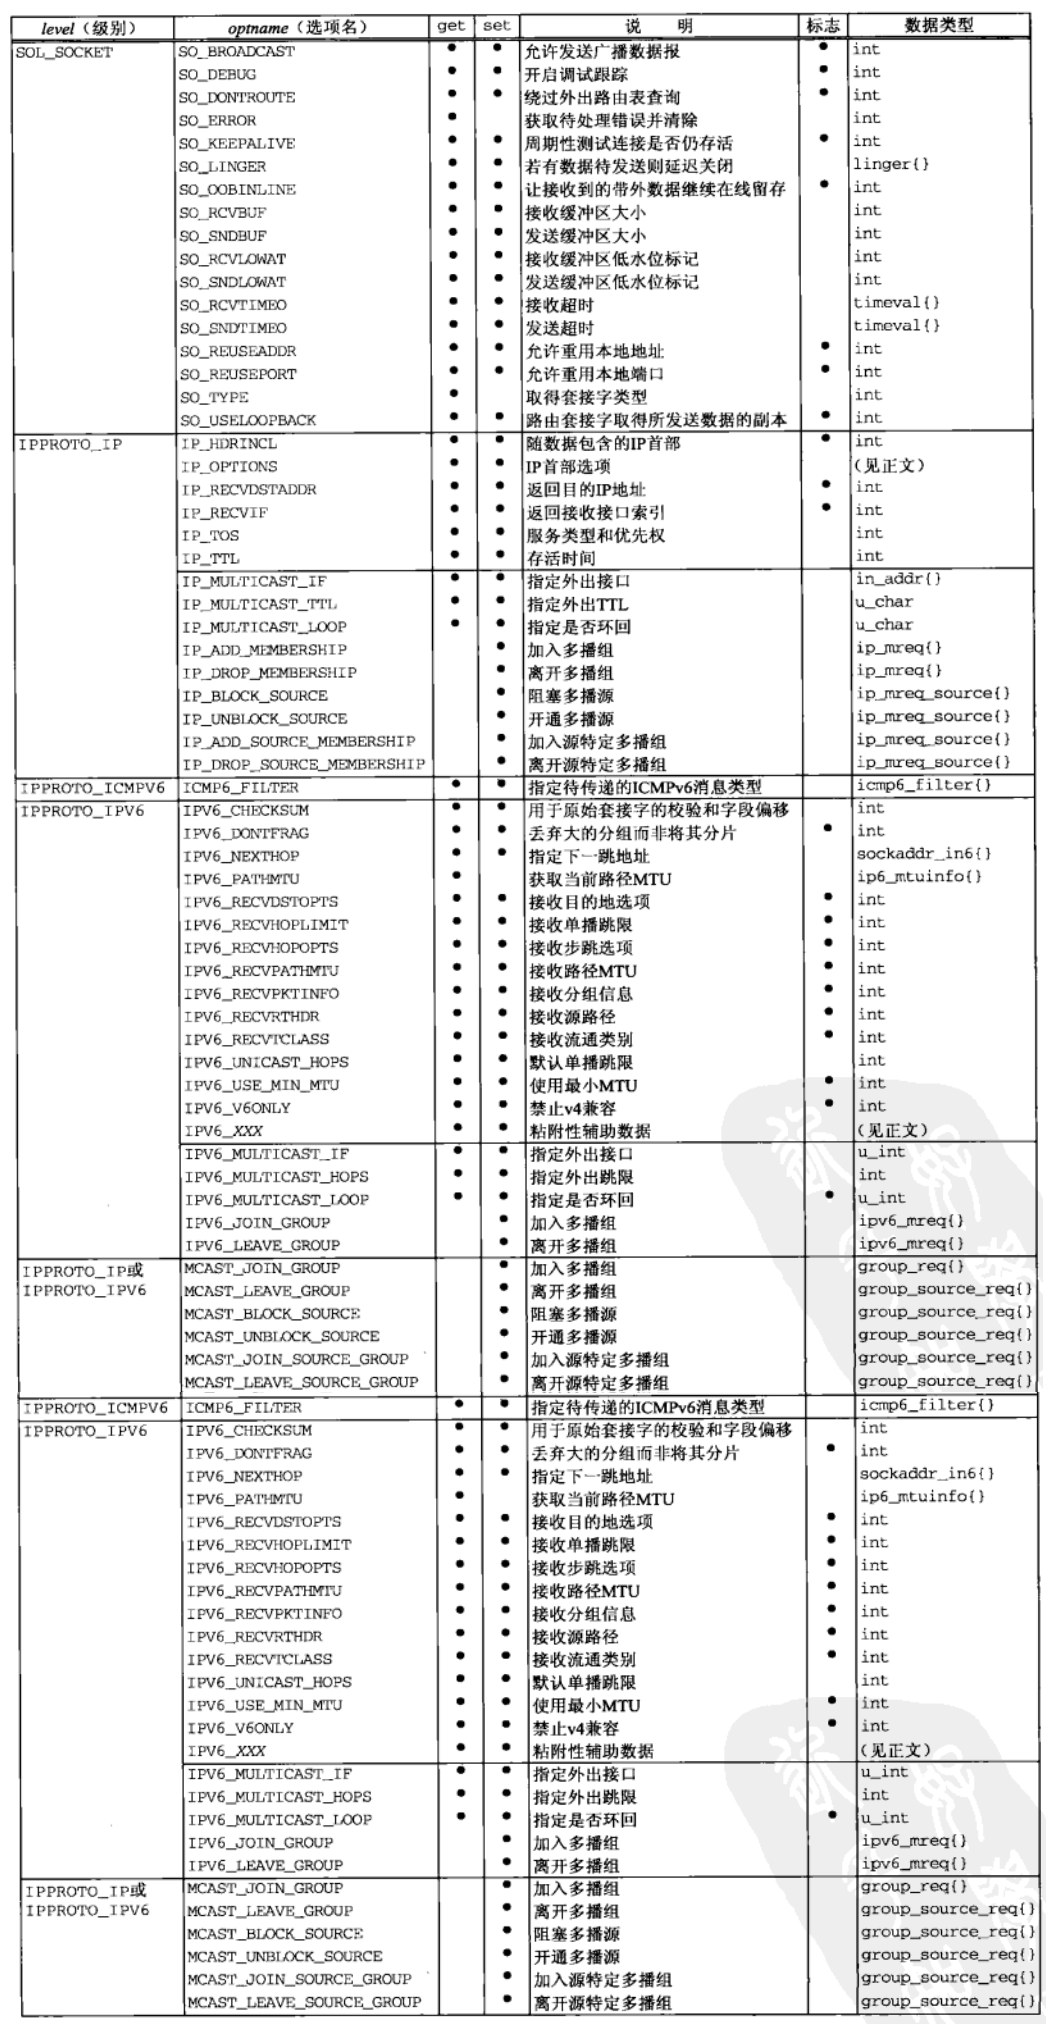 level（级别） optname（选项名） get set 说 明 标志 数据类型
SOL_SOCKET SO_BROADCAST • • 允许发送广播数据报 • int
SO_DEBUG • • 开启调试跟踪 • int
SO_DONTROUTE • • 绕过外出路由表查询 • int
SO_ERROR • 获取待处理错误并清除 int
SO_KEEPALIVE • • 周期性测试连接是否仍存活 • int
SO_LINGER • • 若有数据待发送则延迟关闭 linger{}
SO_OOBINLINE • • 让接收到的带外数据继续在线留存 • int
SO_RCVBUF • • 接收缓冲区大小 int
SO_SNDBUF • • 发送缓冲区大小 int
SO_RCVLOWAT • • 接收缓冲区低水位标记 int
SO_SNDLOWAT • • 发送缓冲区低水位标记 int
SO_RCVTIMEO • • 接收超时 timeval{}
SO_SNDTIMEO • • 发送超时 timeval{}
SO_REUSEADDR • • 允许重用本地地址 • int
SO_REUSEPORT • • 允许重用本地端口 • int
SO_TYPE • 取得套接字类型 int
SO_USELOOPBACK • • 路由套接字取得所发送数据的副本 • int
IPPROTO_IP IP_HDRINCL • • 随数据包含的IP首部 • int
IP_OPTIONS • • IP首部选项 （见正文）
IP_RECVDSTADDR • • 返回目的IP地址 • int
IP_RECVIF • • 返回接收接口索引 • int
IP_TOS • • 服务类型和优先权 int
IP_TTL • • 存活时间 int
IP_MULTICAST_IF • • 指定外出接口 in_addr{}
IP_MULTICAST_TTL • • 指定外出TTL u_char
IP_MULTICAST_LOOP • • 指定是否环回 u_char
IP_ADD_MEMBERSHIP • 加入多播组 ip_mreq{}
IP_DROP_MEMBERSHIP • 离开多播组 ip_mreq{}
IP_BLOCK_SOURCE • 阻塞多播源 ip_mreq_source{}
IP_UNBLOCK_SOURCE • 开通多播源 ip_mreq_source{}
IP_ADD_SOURCE_MEMBERSHIP • 加入源特定多播组 ip_mreq_source{}
IP_DROP_SOURCE_MEMBERSHIP • 离开源特定多播组 ip_mreq_source{}
IPPROTO_ICMPV6 ICMP6_FILTER • • 指定待传递的ICMPv6消息类型 icmp6_filter{}
IPPROTO_IPV6 IPV6_CHECKSUM • • 用于原始套接字的校验和字段偏移 int
IPV6_DONTFRAG • • 丢弃大的分组而非将其分片 • int
IPV6_NEXTHOP • • 指定下一跳地址 sockaddr_in6{}
IPV6_PATHMTU • 获取当前路径MTU ip6_mtuinfo{}
IPV6_RECVDSTOPTS • • 接收目的地选项 • int
IPV6_RECVHOPLIMIT • • 接收单播跳限 • int
IPV6_RECVHOPOPTS • • 接收步跳选项 • int
IPV6_RECVPATHMTU • • 接收路径MTU • int
IPV6_RECVPKTINFO • • 接收分组信息 • int
IPV6_RECVRTHDR • • 接收源路径 • int
IPV6_RECVTCLASS • • 接收流通类别 • int
IPV6_UNICAST_HOPS • • 默认单播跳限 int
IPV6_USE_MIN_MTU • • 使用最小MTU • int
IPV6_V6ONLY • • 禁止v4兼容 • int
IPV6_XXX • • 粘附性辅助数据 （见正文）
IPV6_MULTICAST_IF • • 指定外出接口 u_int
IPV6_MULTICAST_HOPS • • 指定外出跳限 int
IPV6_MULTICAST_LOOP • • 指定是否环回 • u_int
IPV6_JOIN_GROUP • 加入多播组 ipv6_mreq{}
IPV6_LEAVE_GROUP • 离开多播组 ipv6_mreq{}
IPPROTO_IP或 MCAST_JOIN_GROUP • 加入多播组 group_req{}
IPPROTO_IPV6 MCAST_LEAVE_GROUP • 离开多播组 group_source_req{}
MCAST_BLOCK_SOURCE • 阻塞多播源 group_source_req{}
MCAST_UNBLOCK_SOURCE • 开通多播源 group_source_req{}
MCAST_JOIN_SOURCE_GROUP • 加入源特定多播组 group_source_req{}
MCAST_LEAVE_SOURCE_GROUP • 离开源特定多播组 group_source_req{}
IPPROTO_ICMPV6 ICMP6_FILTER • • 指定待传递的ICMPv6消息类型 icmp6_filter{}
IPPROTO_IPV6 IPV6_CHECKSUM • • 用于原始套接字的校验和字段偏移 int
IPV6_DONTFRAG • • 丢弃大的分组而非将其分片 • int
IPV6_NEXTHOP • • 指定下一跳地址 sockaddr_in6{}
IPV6_PATHMTU • 获取当前路径MTU ip6_mtuinfo{}
IPV6_RECVDSTOPTS • • 接收目的地选项 • int
IPV6_RECVHOPLIMIT • • 接收单播跳限 • int
IPV6_RECVHOPOPTS • • 接收步跳选项 • int
IPV6_RECVPATHMTU • • 接收路径MTU • int
IPV6_RECVPKTINFO • • 接收分组信息 • int
IPV6_RECVRTHDR • • 接收源路径 • int
IPV6_RECVTCLASS • • 接收流通类别 • int
IPV6_UNICAST_HOPS • • 默认单播跳限 int
IPV6_USE_MIN_MTU • • 使用最小MTU • int
IPV6_V6ONLY • • 禁止v4兼容 • int
IPV6_XXX • • 粘附性辅助数据 （见正文）
IPV6_MULTICAST_IF • • 指定外出接口 u_int
IPV6_MULTICAST_HOPS • • 指定外出跳限 int
IPV6_MULTICAST_LOOP • • 指定是否环回 • u_int
IPV6_JOIN_GROUP • 加入多播组 ipv6_mreq{}
IPV6_LEAVE_GROUP • 离开多播组 ipv6_mreq{}
IPPROTO_IP或 MCAST_JOIN_GROUP • 加入多播组 group_req{}
IPPROTO_IPV6 MCAST_LEAVE_GROUP • 离开多播组 group_source_req{}
MCAST_BLOCK_SOURCE • 阻塞多播源 group_source_req{}
MCAST_UNBLOCK_SOURCE • 开通多播源 group_source_req{}
MCAST_JOIN_SOURCE_GROUP • 加入源特定多播组 group_source_req{}
MCAST_LEAVE_SOURCE_GROUP • 离开源特定多播组 group_source_req{}